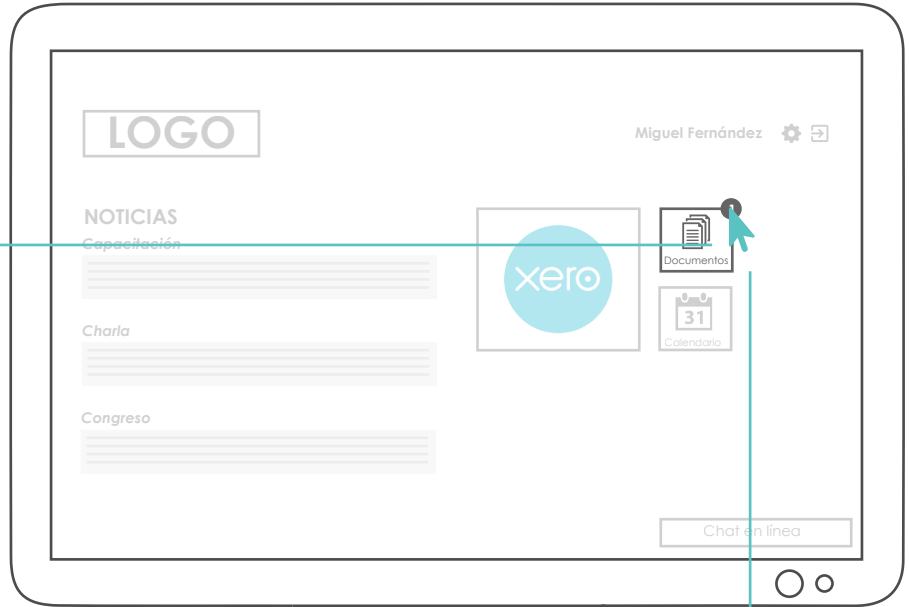 LOGO
Miguel Fernández
NOTICIAS
Capacitación
Charla
Congreso
xero
Documentos
31
Calendario
Chat en línea